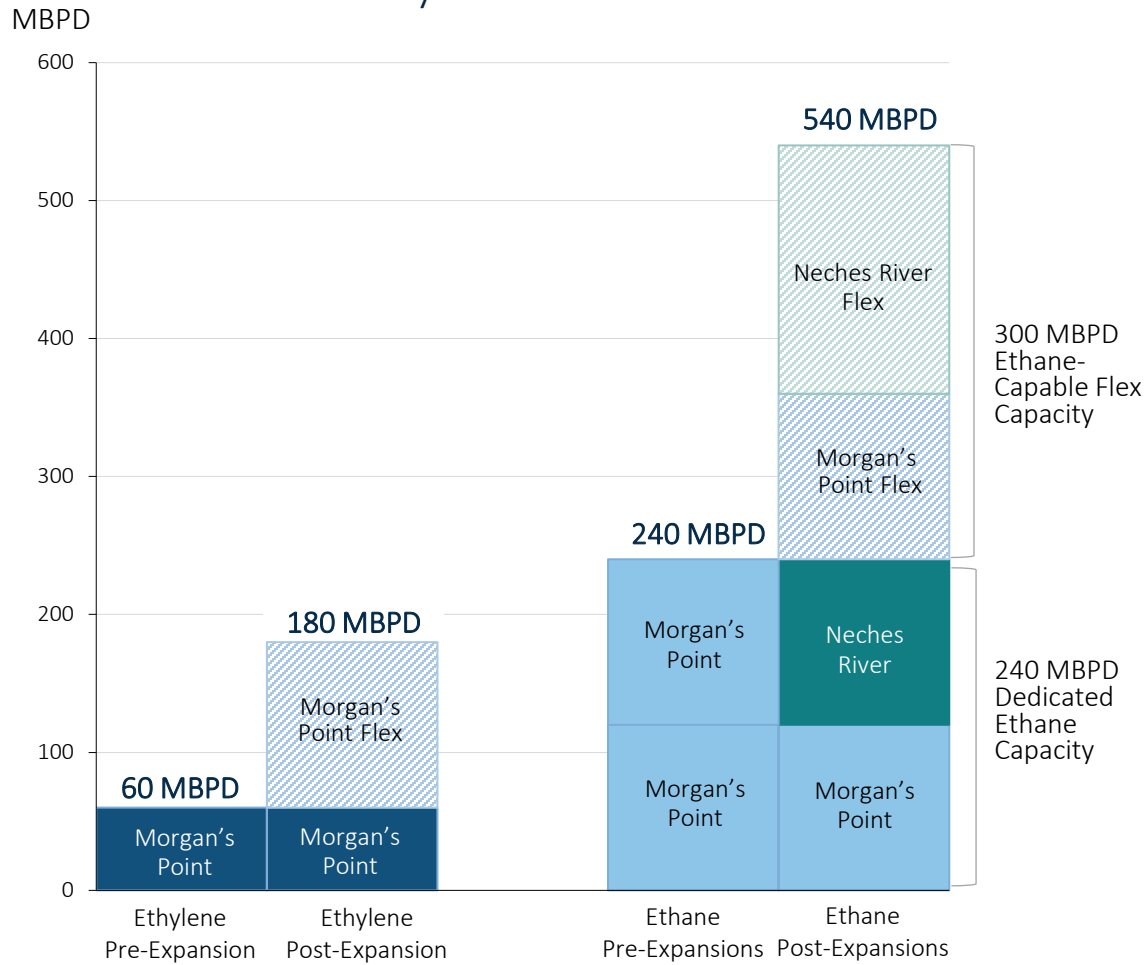 MBPD
600
500
400
300
200
100
0
60 MBPD
Morgan's
Point
180 MBPD
Morgan's
Point Flex
Morgan's
Point
240 MBPD
Morgan's
Point
Morgan's
Point
540 MBPD
Neches River
Flex
Morgan's
Point Flex
Neches
River
Morgan's
Point
300 MBPD
Ethane-
Capable Flex
Capacity
240 MBPD
Dedicated
Ethane
Capacity
Ethylene
Pre-Expansion
Ethylene
Post-Expansion
Ethane
Pre-Expansions
Ethane
Post-Expansions